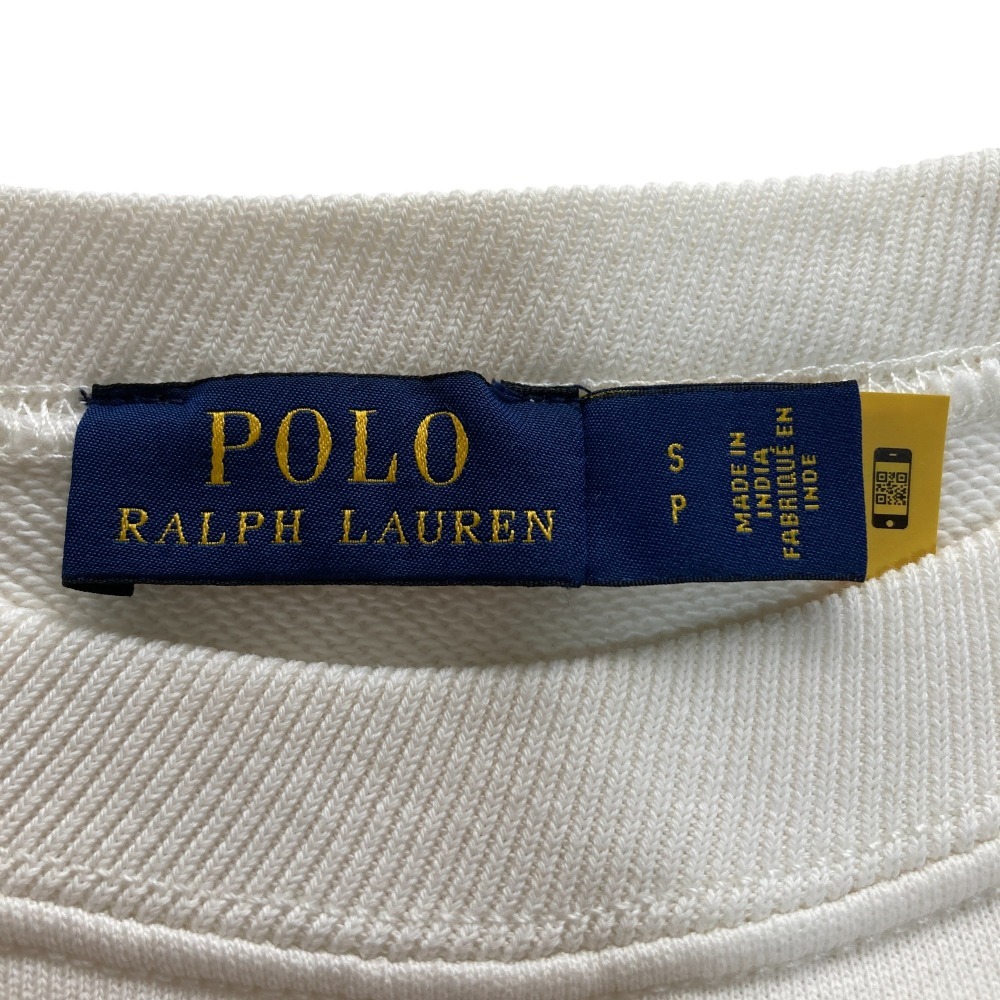 POLO
RALPH LAUREN
S
P
MADE IN
INDIA
FABRIQUÉ EN
INDE